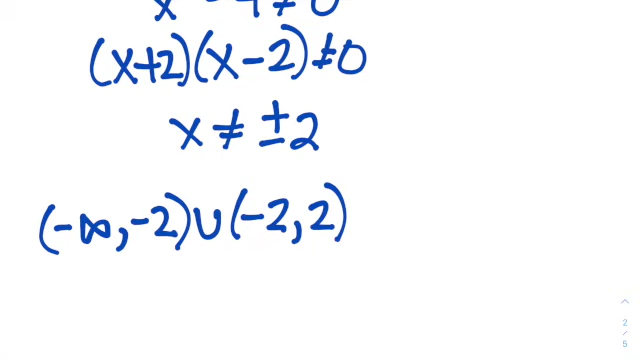 (x+2)(x-2)≠0
x ≠ ±2
(-∞,-2)∪(-2,2)
2
/
5